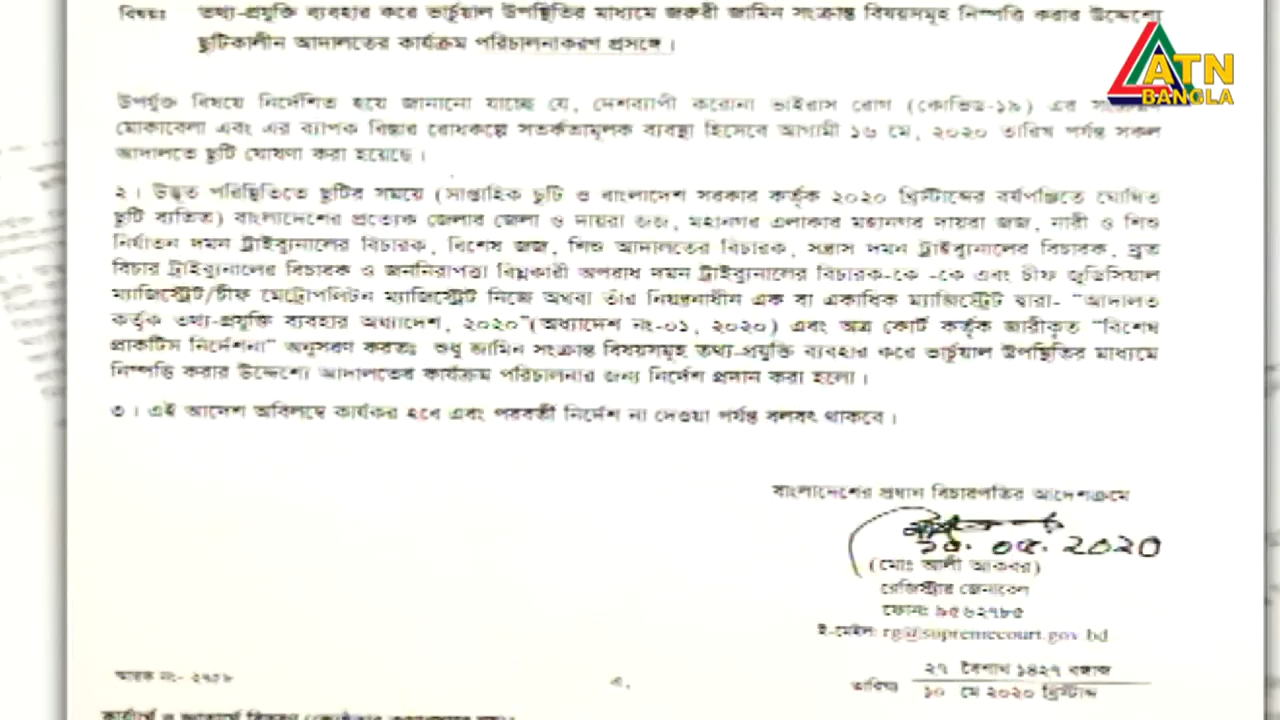 বিষয়ঃ তথ্য-প্রযুক্তি ব্যবহার করে ভার্চুয়াল উপস্থিতির মাধ্যমে জরুরী জামিন সংক্রান্ত বিষয়সমূহ নিষ্পত্তি করার উদ্দেশ্যে
ছুটিকালীন আদালতের কার্যক্রম পরিচালনাকরণ প্রসঙ্গে।
ATN
BANGLA
উপর্যুক্ত বিষয়ে নির্দেশিত হয়ে জানানো যাচ্ছে যে, দেশব্যাপী করোনা ভাইরাস রোগ (কোভিড-১৯) এর
মোকাবেলা এবং এর ব্যাপক বিস্তার রোধকল্পে সতর্কতামূলক ব্যবস্থা হিসেবে আগামী ১৬ মে, ২০২০ তারিখ পর্যন্ত সকল
আদালতে ছুটি ঘোষণা করা হয়েছে।
২। উদ্ভূত পরিস্থিতিতে ছুটির সময়ে (সাপ্তাহিক ছুটি ও বাংলাদেশ সরকার কর্তৃক ২০২০ খ্রিস্টাব্দের বর্ষপঞ্জিতে ঘোষিত
ছুটি ব্যতিত) বাংলাদেশের প্রত্যেক জেলার জেলা ও দায়রা জজ, মহানগর এলাকার মহানগর দায়রা জজ, নারী ও শিশু
নির্যাতন দমন ট্রাইব্যুনালের বিচারক, বিশেষ জজ, শিশু আদালতের বিচারক, সন্ত্রাস দমন ট্রাইব্যুনালের বিচারক, দ্রুত
বিচার ট্রাইব্যুনালের বিচারক ও জননিরাপত্তা বিঘ্নকারী অপরাধ দমন ট্রাইব্যুনালের বিচারক-কে -কে এবং চীফ জুডিসিয়াল
ম্যাজিস্ট্রেট/চীফ মেট্রোপলিটন ম্যাজিস্ট্রেট নিজে অথবা তাঁর নিয়ন্ত্রনাধীন এক বা একাধিক ম্যাজিস্ট্রেট দ্বারা- "আদালত
কর্তৃক তথ্য-প্রযুক্তি ব্যবহার অধ্যাদেশ, ২০২০"(অধ্যাদেশ নং-০১, ২০২০) এবং অত্র কোর্ট কর্তৃক জারীকৃত "বিশেষ
প্রাকটিস নির্দেশনা" অনুসরণ করতঃ শুধু জামিন সংক্রান্ত বিষয়সমূহ তথ্য-প্রযুক্তি ব্যবহার করে ভার্চুয়াল উপস্থিতির মাধ্যমে
নিষ্পত্তি করার উদ্দেশ্যে আদালতের কার্যক্রম পরিচালনার জন্য নির্দেশ প্রদান করা হলো।
৩। এই আদেশ অবিলম্বে কার্যকর হবে এবং পরবর্তী নির্দেশ না দেওয়া পর্যন্ত বলবৎ থাকবে।
বাংলাদেশের প্রধান বিচারপতির আদেশক্রমে
১০. ০৫. ২০২০
(মোঃ আলী আকবর)
রেজিস্ট্রার জেনারেল
ফোনঃ ৯৫৬২৭৮৫
ই-মেইলঃ rg@supremecourt.gov.bd
২৭ বৈশাখ ১৪২৭ বঙ্গাব্দ
স্মারক নং-
তারিখঃ
১০ মে ২০২০ খ্রিস্টাব্দ